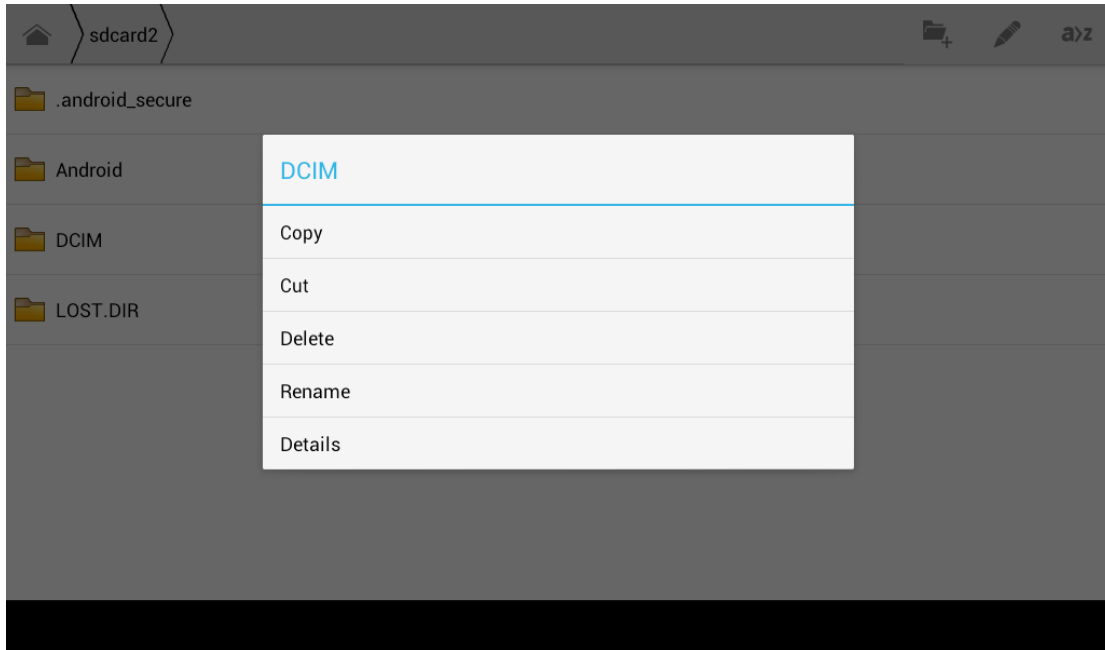 sdcard2
a>z
.android_secure
Android
DCIM
LOST.DIR
DCIM
Copy
Cut
Delete
Rename
Details